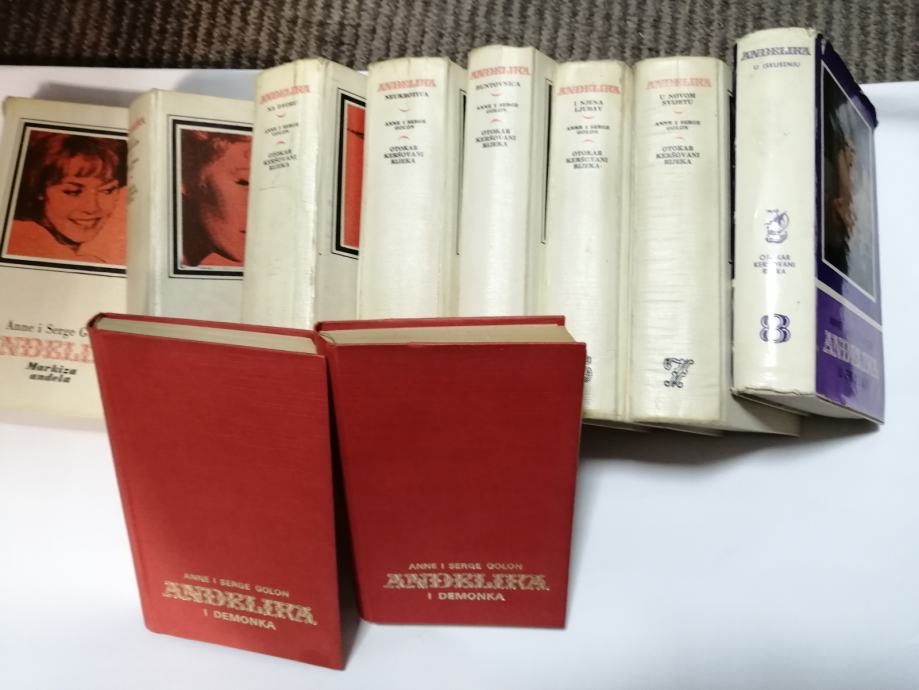 Anne i Serge G
NĐELI
Markiza
anđela
ANĐELIKA
NA DVORU
ANNE I SERGE
GOLON
OTOKAR
KERŠOVANI
RIJEKA
ANĐELIKA
NEUKROTIVA
ANNE I SERGE
GOLON
OTOKAR
KERŠOVANI
RIJEKA
ANĐELIKA
BUNTOVNICA
ANNE I SERGE
GOLON
OTOKAR
KERŠOVANI
RIJEKA
ANĐELIKA
I NJENA
LJUBAV
ANNE I SERGE
GOLON
OTOKAR
KERŠOVANI
RIJEKA
ANĐELIKA
U NOVOM
SVIJETU
ANNE I SERGE
GOLON
OTOKAR
KERŠOVANI
RIJEKA
7
ANĐELIKA
U ISKUŠENJU
OTOKAR
KERŠOVANI
RIJEKA
8
ANĐELIKA
ANNE I SERGE GOLON
ANĐELIKA
I DEMONKA
ANNE I SERGE GOLON
ANĐELIKA
I DEMONKA